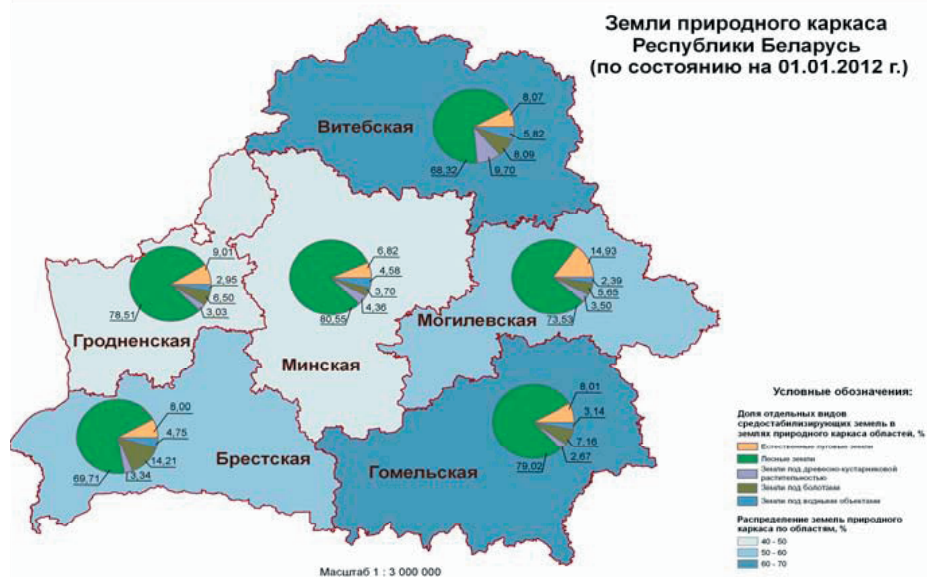 Земли природного каркаса
Республики Беларусь
(по состоянию на 01.01.2012 г.)
Витебская
8,07
5,82
8,09
9,70
68,32
Гродненская
9,01
2,95
6,50
3,03
78,51
Минская
6,82
4,58
3,70
4,36
80,55
Могилевская
14,93
2,39
5,65
3,50
73,53
Брестская
8,00
4,75
14,21
3,34
69,71
Гомельская
8,01
3,14
7,16
2,67
79,02
Условные обозначения:
Доля отдельных видов
средостабилизирующих земель в
землях природного каркаса областей, %
Естественные луговые земли
Лесные земли
Земли под древесно-кустарниковой
растительностью
Земли под болотами
Земли под водными объектами
Распределение земель природного
каркаса по областям, %
40 - 50
50 - 60
60 - 70
Масштаб 1 : 3 000 000